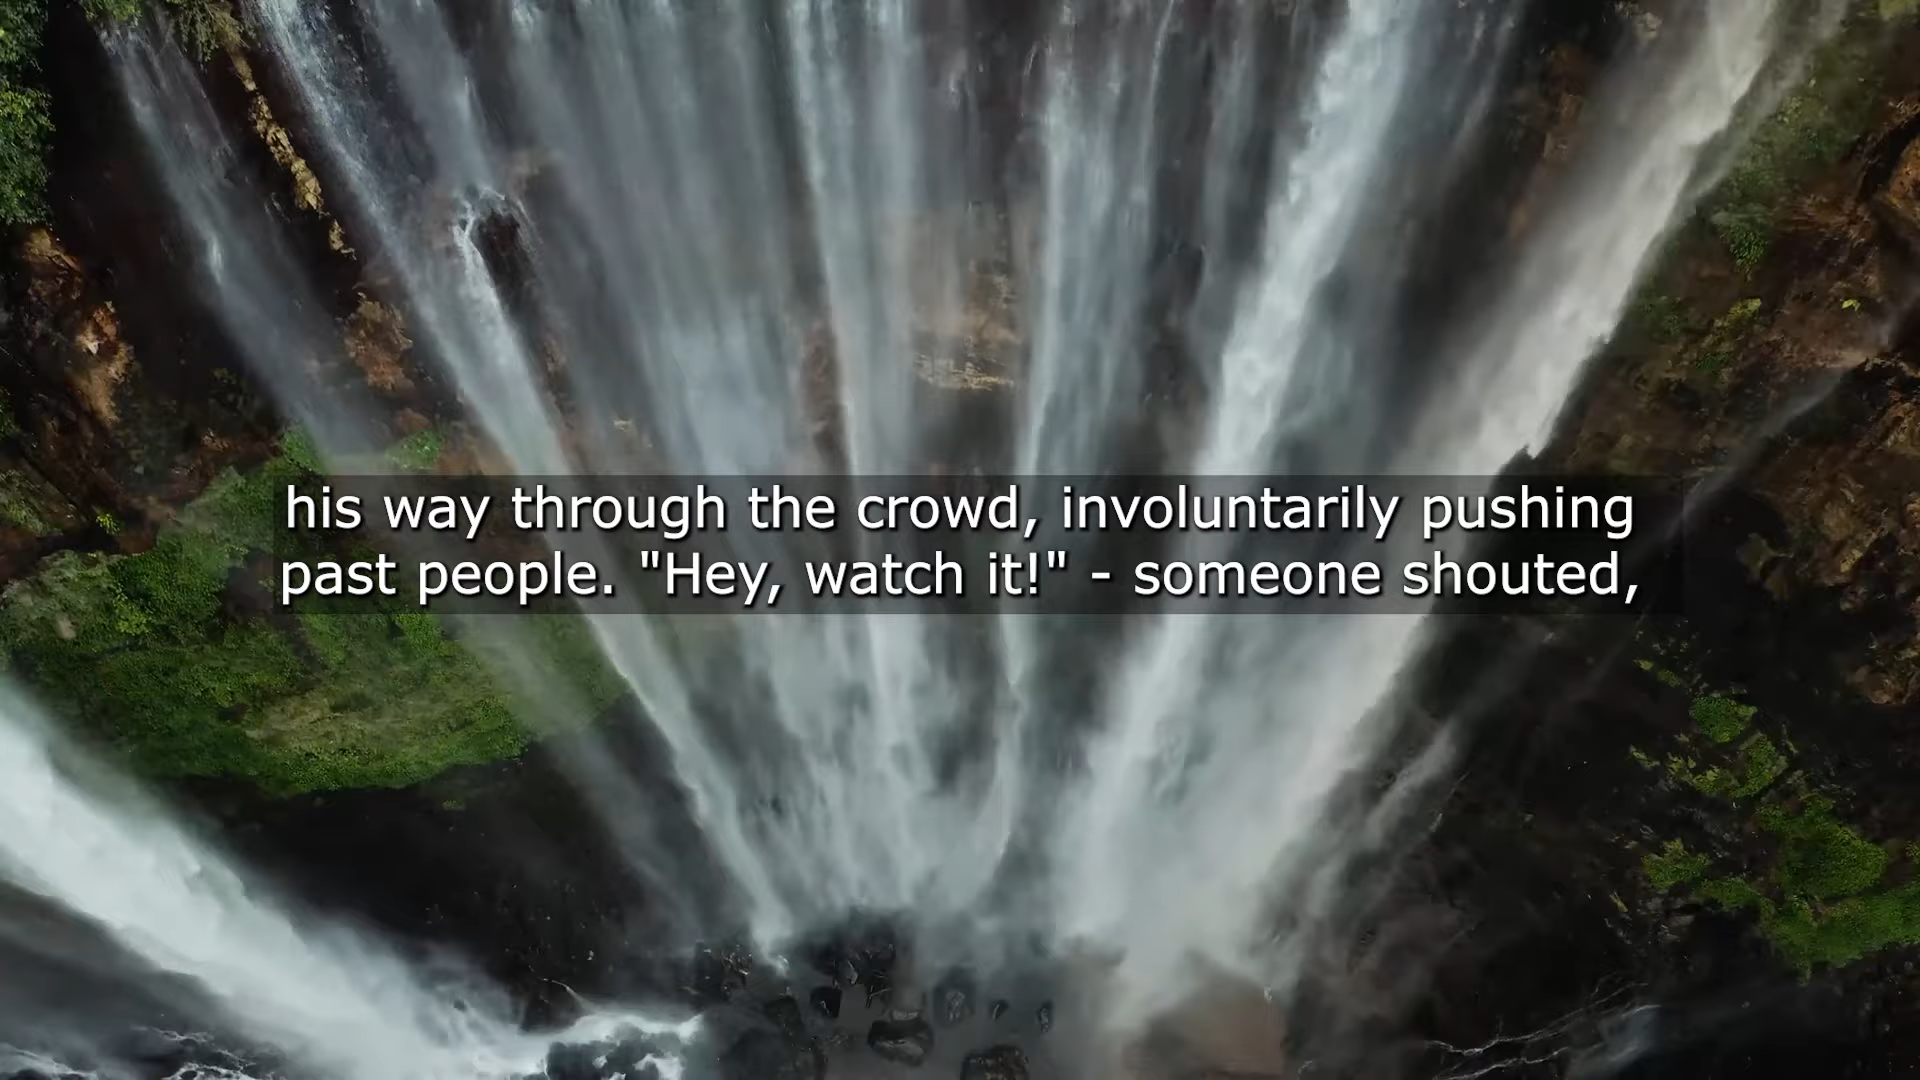 his way through the crowd, involuntarily pushing
past people. "Hey, watch it!" - someone shouted,